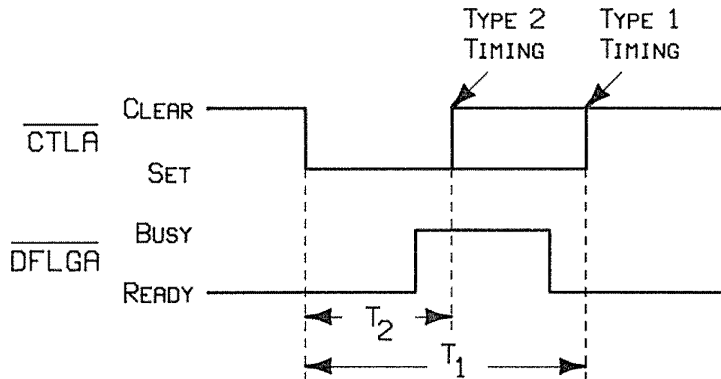 TYPE 2
TIMING
TYPE 1
TIMING
CLEAR
CTLA
SET
BUSY
DFLGA
READY
T2
T1